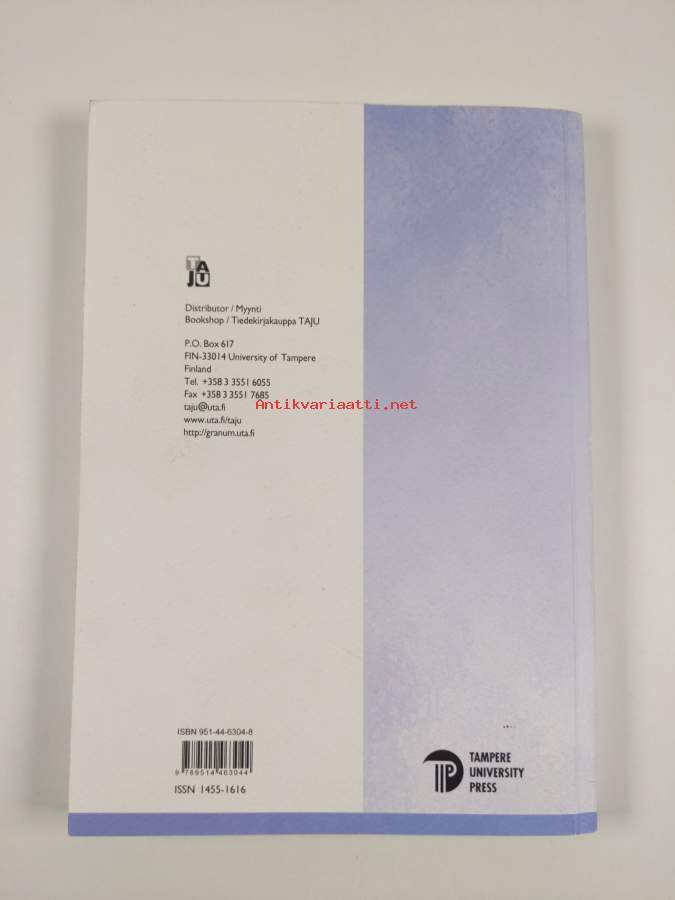 TA
JU
Distributor / Myynti
Bookshop / Tiedekirjakauppa TAJU
P.O. Box 617
FIN-33014 University of Tampere
Finland
Tel. +358 3 3551 6055
Fax +358 3 3551 7685
taju@uta.fi
www.uta.fi/taju
http://granum.uta.fi
Antikvariaatti.net
ISBN 951-44-6304-8
9 789514 463044
ISSN 1455-1616
TAMPERE
UNIVERSITY
PRESS